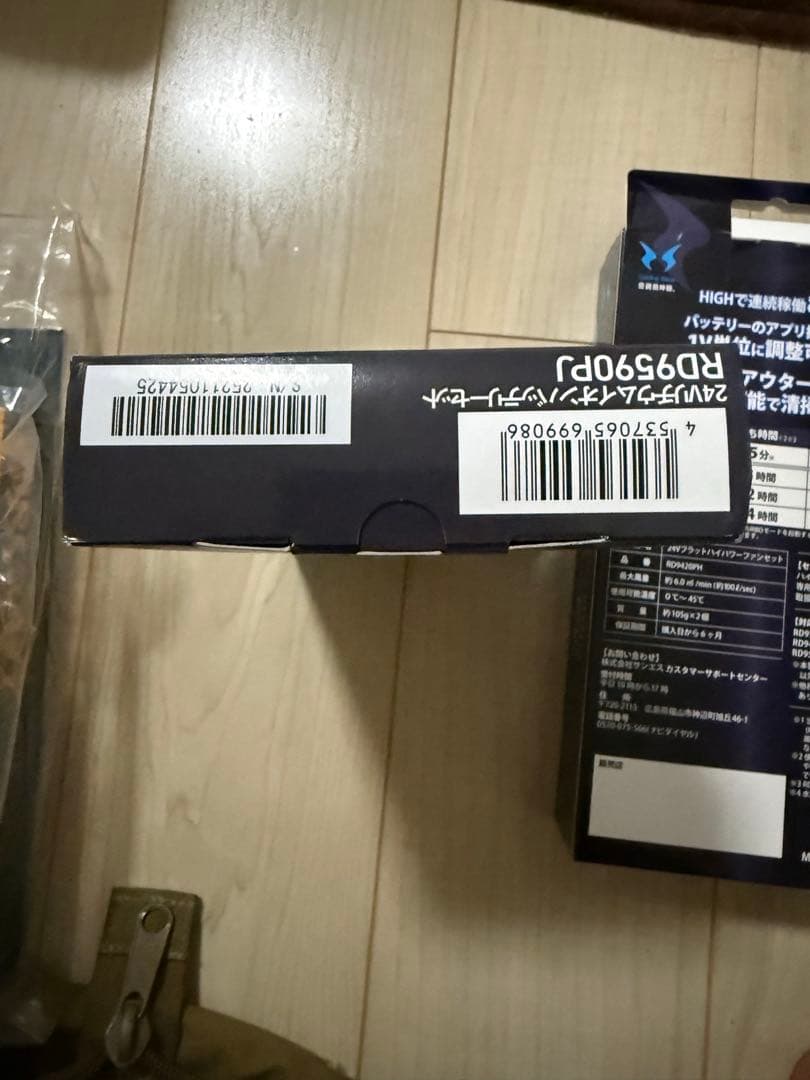 RD9590PJ
24Vリチウムイオンバッテリーセット
4 537065 699086
S/N 25211054425
空調風神服
HIGHで連続稼働
バッテリーのアプリ
1V単位に調整
アウター
能で清掃
5分
時間
2 時間
4 時間
24Vフラットハイパワーファンセット
品 番 RD9420PH
最大風量 約6.0㎥/min (約100ℓ/sec)
使用可能温度 0℃〜45℃
質 量 約105g×2個
保証期間 購入日から6ヶ月
【お問い合わせ】
株式会社サンエス カスタマーサポートセンター
受付時間
平日 10時から17時
住 所
〒720-2113 広島県福山市神辺町旭丘46-1
電話番号
0570-075-566(ナビダイヤル)
販売店